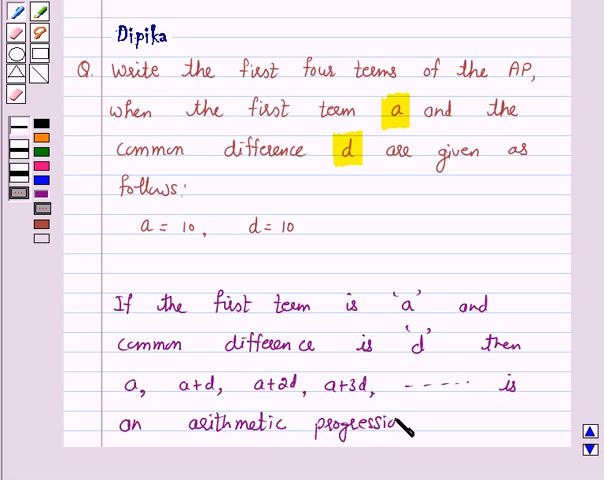 Dipika
Q. Write the first four terms of the AP,
when the first term a and the
common difference d are given as
follows:
a = 10, d = 10
If the first term is 'a' and
common difference is 'd' then
a, a+d, a+2d, a+3d, ------ is
an arithmetic progressio